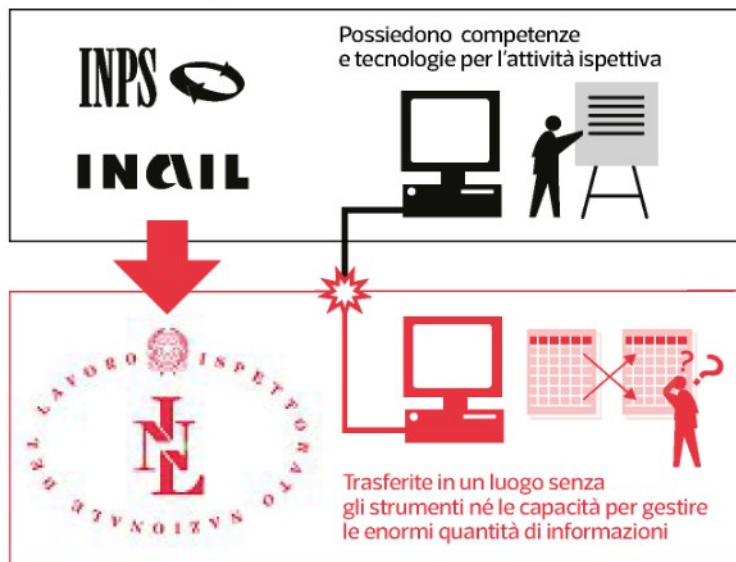 INPS
INAIL
Possiedono competenze
e tecnologie per l'attività ispettiva
ISPETTORATO NAZIONALE DEL LAVORO
INL
? ?
Trasferite in un luogo senza
gli strumenti né le capacità per gestire
le enormi quantità di informazioni